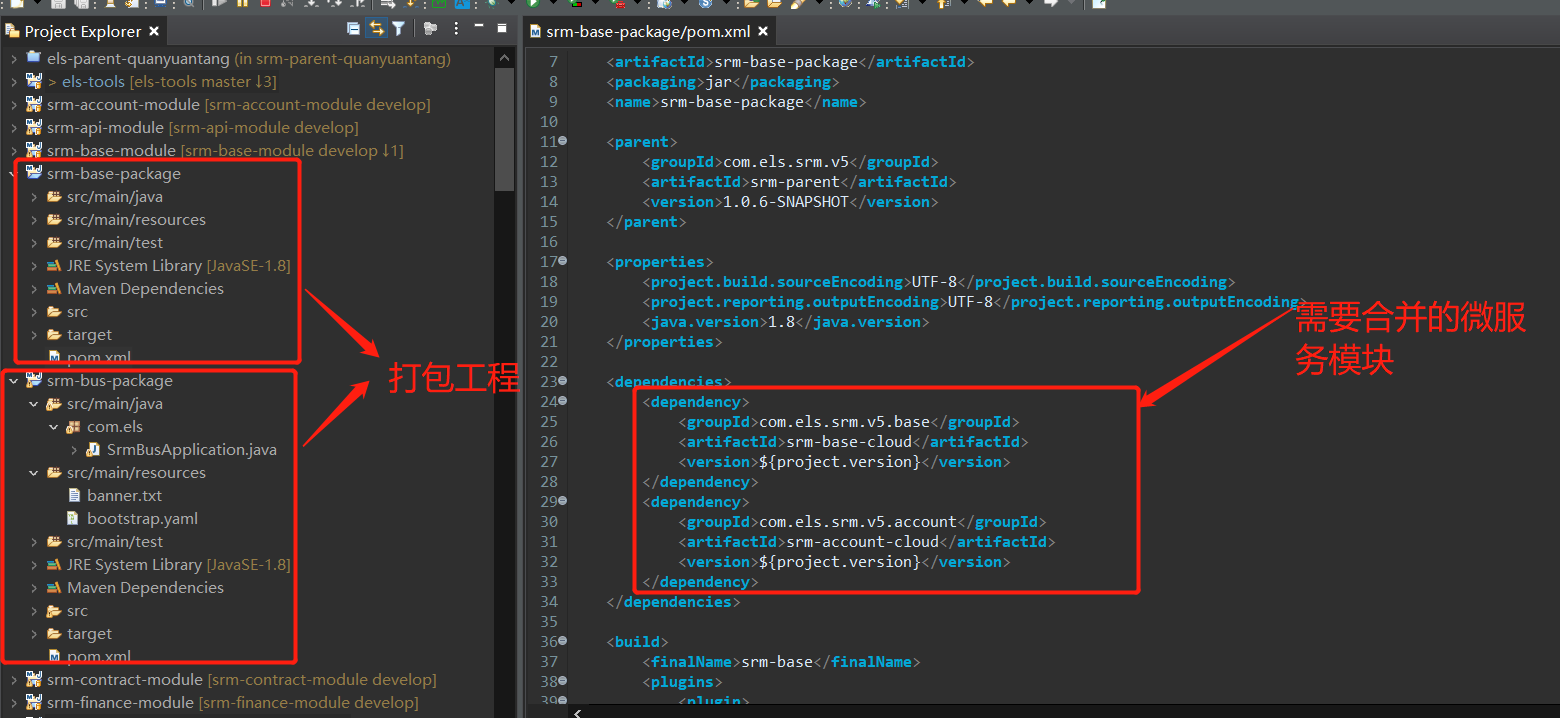 Project Explorer
els-parent-quanyuantang (in srm-parent-quanyuantang)
> els-tools [els-tools master ↓3]
srm-account-module [srm-account-module develop]
srm-api-module [srm-api-module develop]
srm-base-module [srm-base-module develop ↓1]
srm-base-package
src/main/java
src/main/resources
src/main/test
JRE System Library [JavaSE-1.8]
Maven Dependencies
src
target
pom.xml
srm-bus-package
src/main/java
com.els
SrmBusApplication.java
src/main/resources
banner.txt
bootstrap.yaml
src/main/test
JRE System Library [JavaSE-1.8]
Maven Dependencies
src
target
pom.xml
srm-contract-module [srm-contract-module develop]
srm-finance-module [srm-finance-module develop]
打包工程
srm-base-package/pom.xml
7 <artifactId>srm-base-package</artifactId>
8 <packaging>jar</packaging>
9 <name>srm-base-package</name>
10
11 <parent>
12 <groupId>com.els.srm.v5</groupId>
13 <artifactId>srm-parent</artifactId>
14 <version>1.0.6-SNAPSHOT</version>
15 </parent>
16
17 <properties>
18 <project.build.sourceEncoding>UTF-8</project.build.sourceEncoding>
19 <project.reporting.outputEncoding>UTF-8</project.reporting.outputEncoding>
20 <java.version>1.8</java.version>
21 </properties>
22
23 <dependencies>
24 <dependency>
25 <groupId>com.els.srm.v5.base</groupId>
26 <artifactId>srm-base-cloud</artifactId>
27 <version>${project.version}</version>
28 </dependency>
29 <dependency>
30 <groupId>com.els.srm.v5.account</groupId>
31 <artifactId>srm-account-cloud</artifactId>
32 <version>${project.version}</version>
33 </dependency>
34 </dependencies>
35
36 <build>
37 <finalName>srm-base</finalName>
38 <plugins>
39 <plugin>
需要合并的微服
务模块